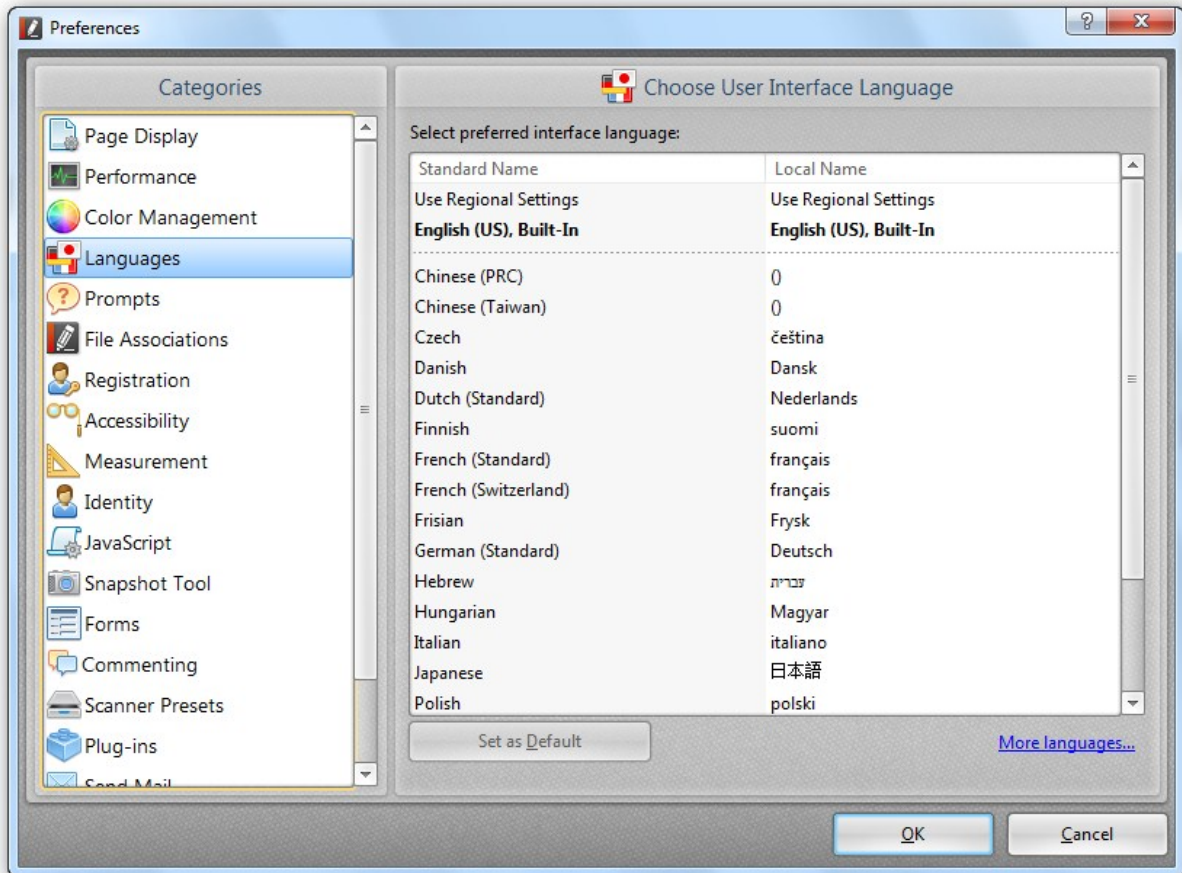 Preferences
Categories
Page Display
Performance
Color Management
Languages
Prompts
File Associations
Registration
Accessibility
Measurement
Identity
JavaScript
Snapshot Tool
Forms
Commenting
Scanner Presets
Plug-ins
Send Mail
Choose User Interface Language
Select preferred interface language:
Standard Name Local Name
Use Regional Settings Use Regional Settings
English (US), Built-In English (US), Built-In
Chinese (PRC) ()
Chinese (Taiwan) ()
Czech čeština
Danish Dansk
Dutch (Standard) Nederlands
Finnish suomi
French (Standard) français
French (Switzerland) français
Frisian Frysk
German (Standard) Deutsch
Hebrew עברית
Hungarian Magyar
Italian italiano
Japanese 日本語
Polish polski
Set as Default More languages...
OK Cancel